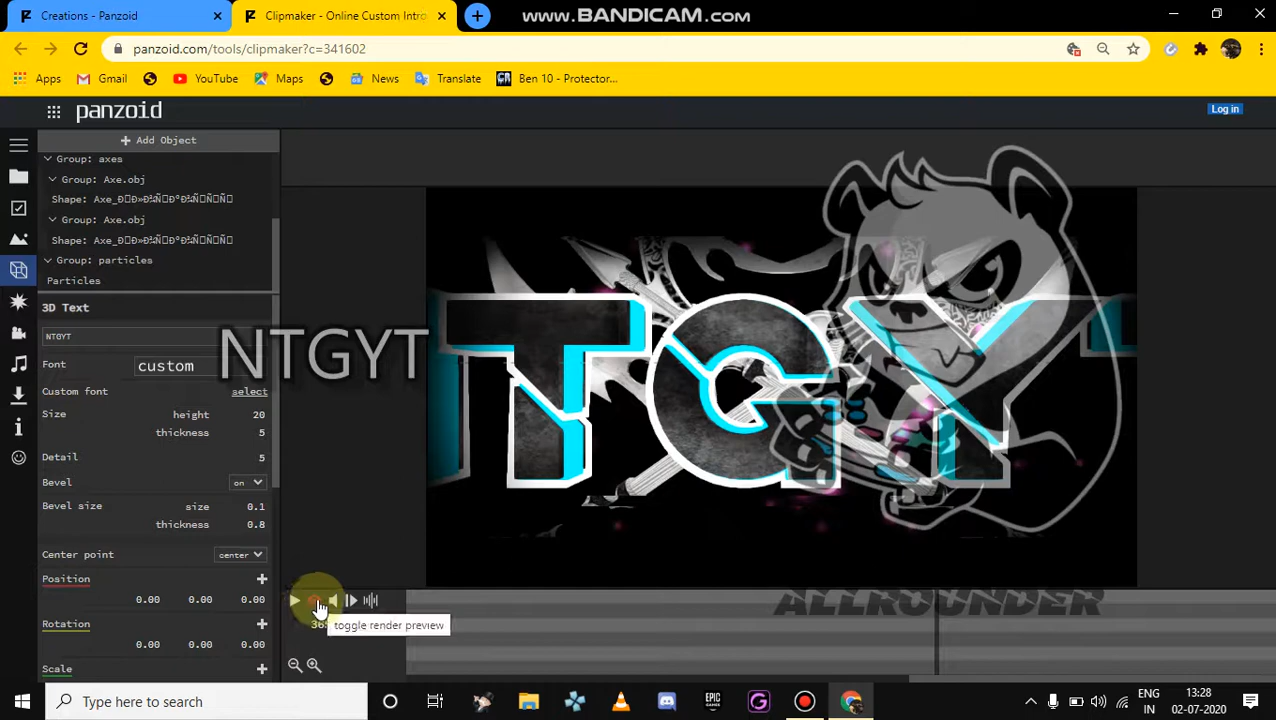 Creations - Panzoid
Clipmaker - Online Custom Intro
www.BANDICAM.com
panzoid.com/tools/clipmaker?c=341602
Apps
Gmail
YouTube
Maps
News
Translate
Ben 10 - Protector...
panzoid
Log in
+ Add Object
Group: axes
Group: Axe.obj
Group: Axe.obj
Group: particles
Particles
3D Text
NTGYT
NTGYT
TGY
Font custom
Custom font select
Size height 20
thickness 5
Detail 5
Bevel on
Bevel size size 0.1
thickness 0.8
Center point center
Position
0.00 0.00 0.00
Rotation
0.00 0.00 0.00
Scale
toggle render preview
ALLROUNDER
Type here to search
EPIC GAMES
ENG
IN
13:28
02-07-2020